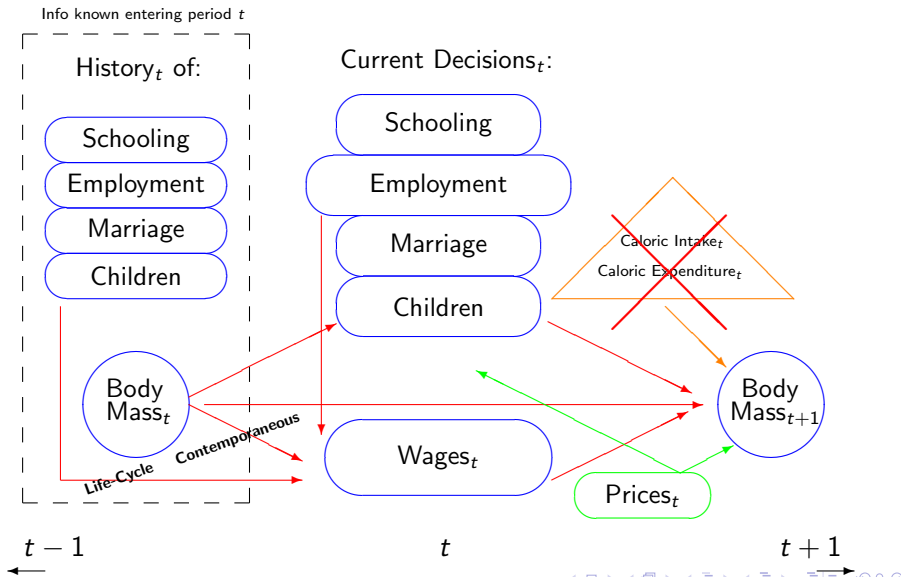 Info known entering period t
History_t of:
Schooling
Employment
Marriage
Children
Body
Mass_t
Life-Cycle
Contemporaneous
Current Decisions_t:
Schooling
Employment
Marriage
Children
Wages_t
Caloric Intake_t
Caloric Expenditure_t
Body
Mass_{t+1}
Prices_t
t − 1
t
t + 1